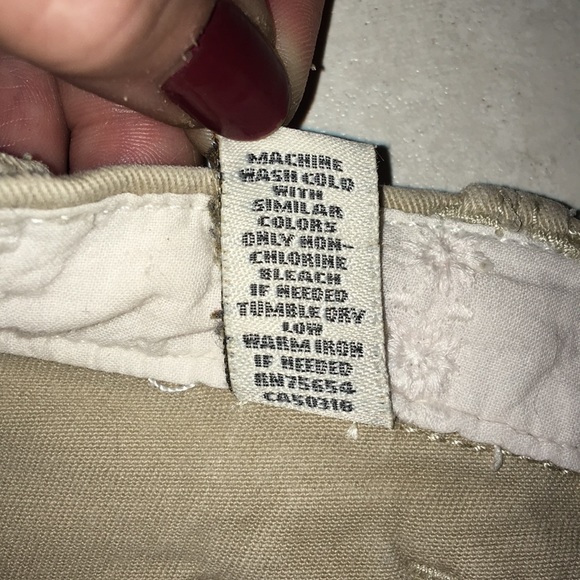 MACHINE
WASH COLD
WITH
SIMILAR
COLORS
ONLY NON-
CHLORINE
BLEACH
IF NEEDED
TUMBLE DRY
LOW
WARM IRON
IF NEEDED
RN75654
CA50316